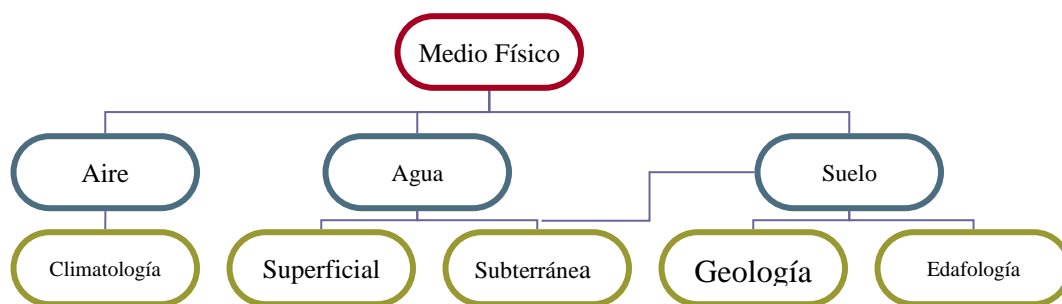 Medio Físico
Aire
Agua
Suelo
Climatología
Superficial
Subterránea
Geología
Edafología